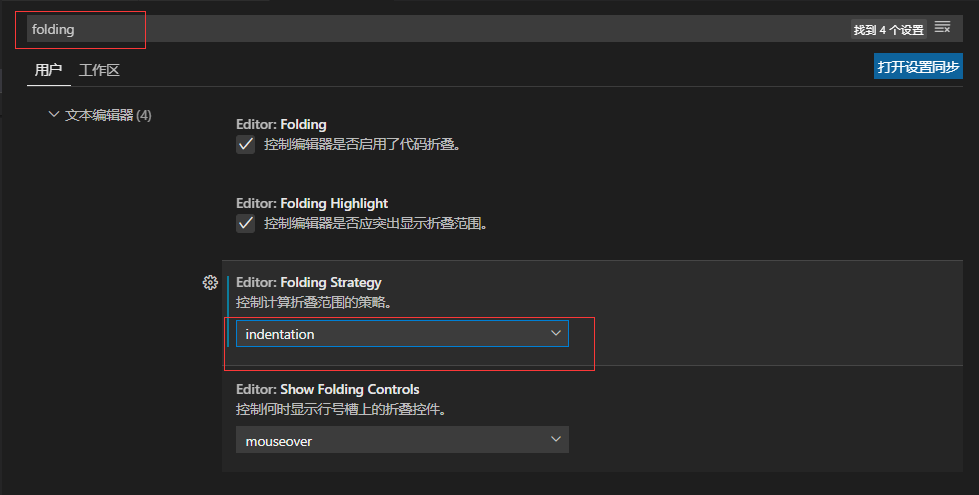 folding
找到 4 个设置
用户 工作区
打开设置同步
文本编辑器 (4)
Editor: Folding
控制编辑器是否启用了代码折叠。
Editor: Folding Highlight
控制编辑器是否应突出显示折叠范围。
Editor: Folding Strategy
控制计算折叠范围的策略。
indentation
Editor: Show Folding Controls
控制何时显示行号槽上的折叠控件。
mouseover